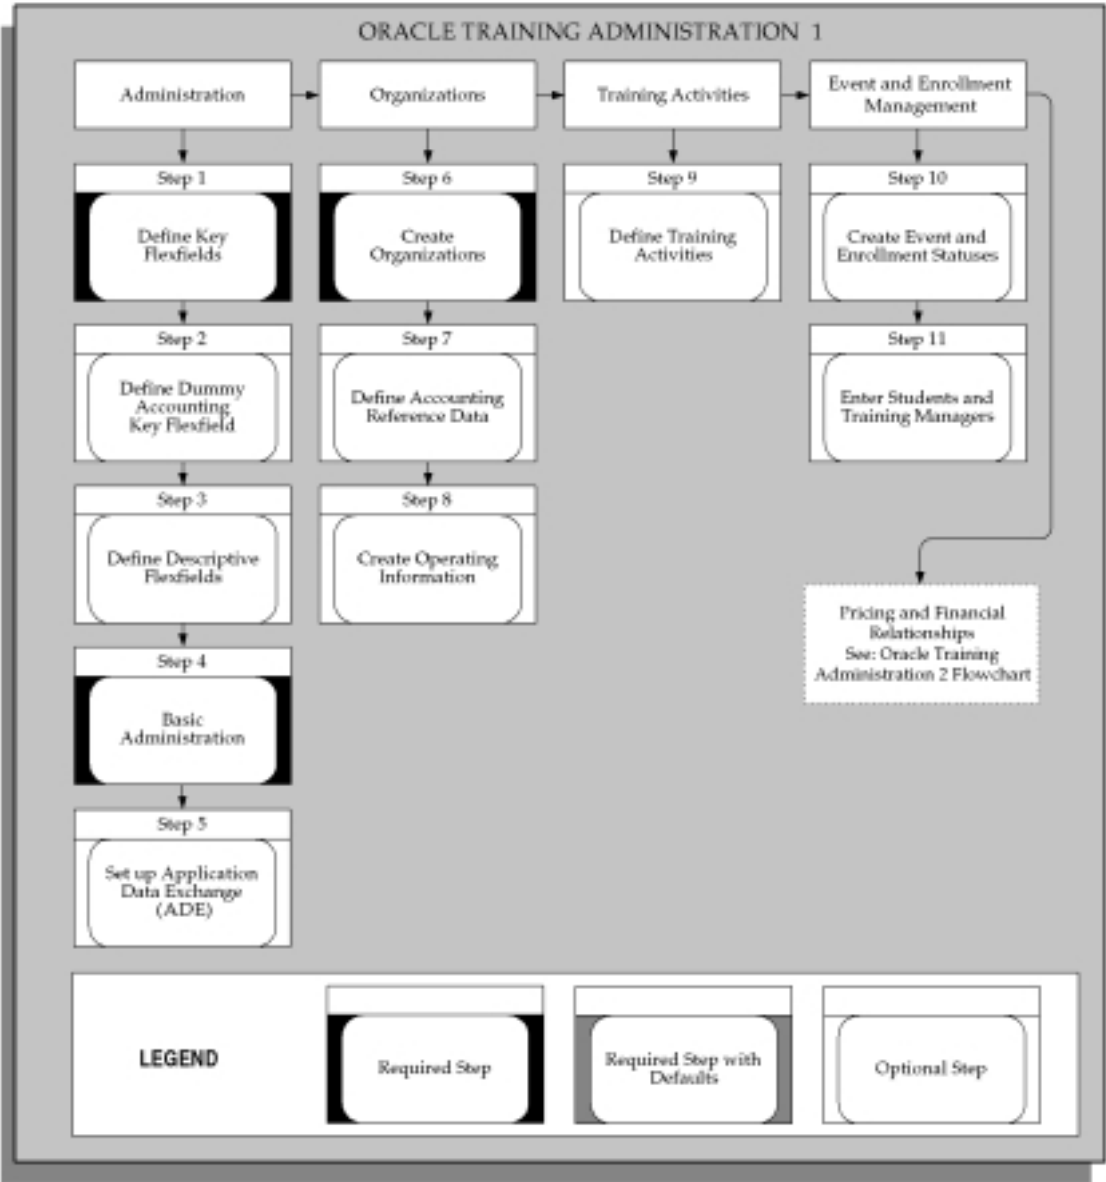 ORACLE TRAINING ADMINISTRATION 1
Administration
Organizations
Training Activities
Event and Enrollment
Management
Step 1
Define Key
Flexfields
Step 2
Define Dummy
Accounting
Key Flexfield
Step 3
Define Descriptive
Flexfields
Step 4
Basic
Administration
Step 5
Set up Application
Data Exchange
(ADE)
Step 6
Create
Organizations
Step 7
Define Accounting
Reference Data
Step 8
Create Operating
Information
Step 9
Define Training
Activities
Step 10
Create Event and
Enrollment Statuses
Step 11
Enter Students and
Training Managers
Pricing and Financial
Relationships
See: Oracle Training
Administration 2 Flowchart
LEGEND
Required Step
Required Step with
Defaults
Optional Step